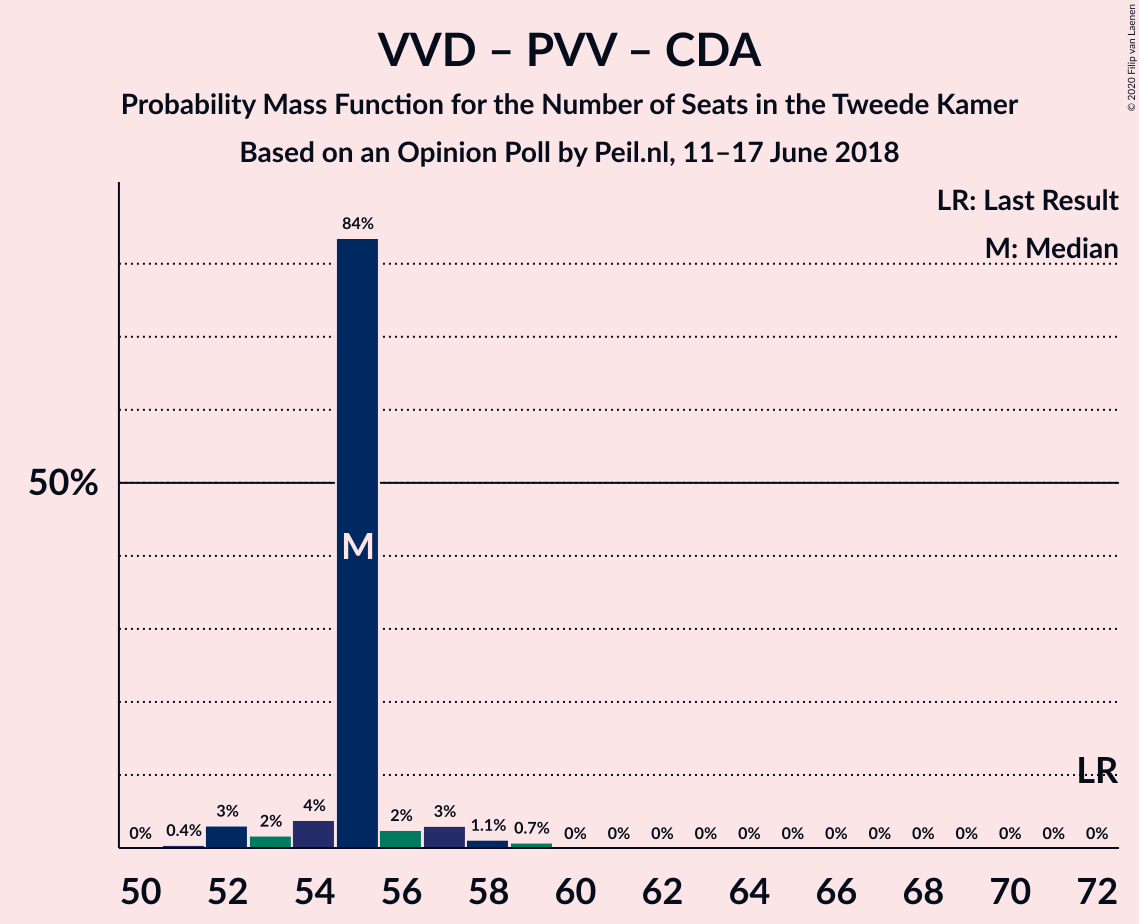 VVD – PVV – CDA
Probability Mass Function for the Number of Seats in the Tweede Kamer
Based on an Opinion Poll by Peil.nl, 11–17 June 2018
© 2020 Filip van Laenen
LR: Last Result
M: Median
50%
84%
M
LR
0% 0.4% 3% 2% 4% 2% 3% 1.1% 0.7% 0% 0% 0% 0% 0% 0% 0% 0% 0% 0% 0% 0% 0%
50 52 54 56 58 60 62 64 66 68 70 72